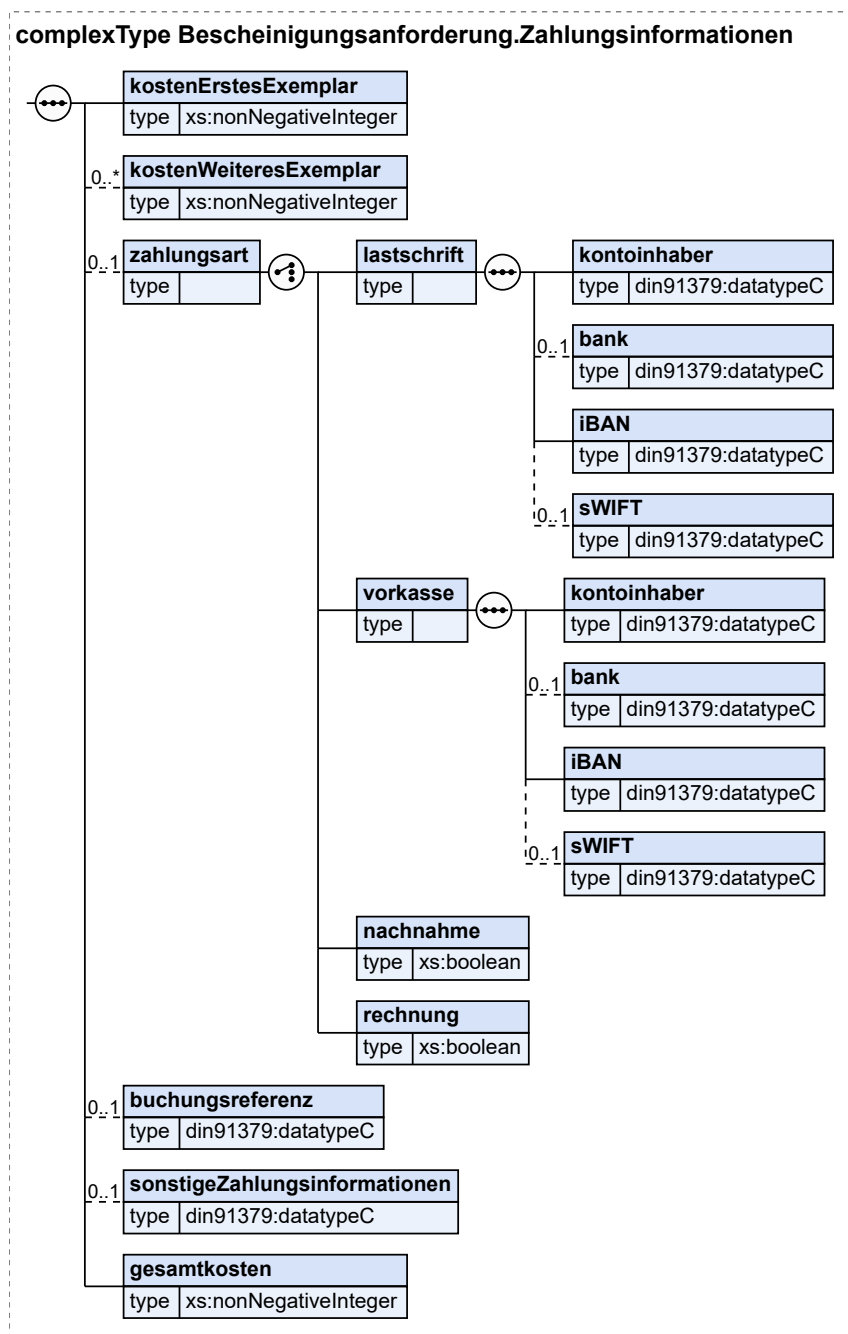 complexType Bescheinigungsanforderung.Zahlungsinformationen
kostenErstesExemplar
type xs:nonNegativeInteger
0..* kostenWeiteresExemplar
type xs:nonNegativeInteger
0..1 zahlungsart
type
lastschrift
type
kontoinhaber
type din91379:datatypeC
0..1 bank
type din91379:datatypeC
iBAN
type din91379:datatypeC
0..1 sWIFT
type din91379:datatypeC
vorkasse
type
kontoinhaber
type din91379:datatypeC
0..1 bank
type din91379:datatypeC
iBAN
type din91379:datatypeC
0..1 sWIFT
type din91379:datatypeC
nachnahme
type xs:boolean
rechnung
type xs:boolean
0..1 buchungsreferenz
type din91379:datatypeC
0..1 sonstigeZahlungsinformationen
type din91379:datatypeC
gesamtkosten
type xs:nonNegativeInteger